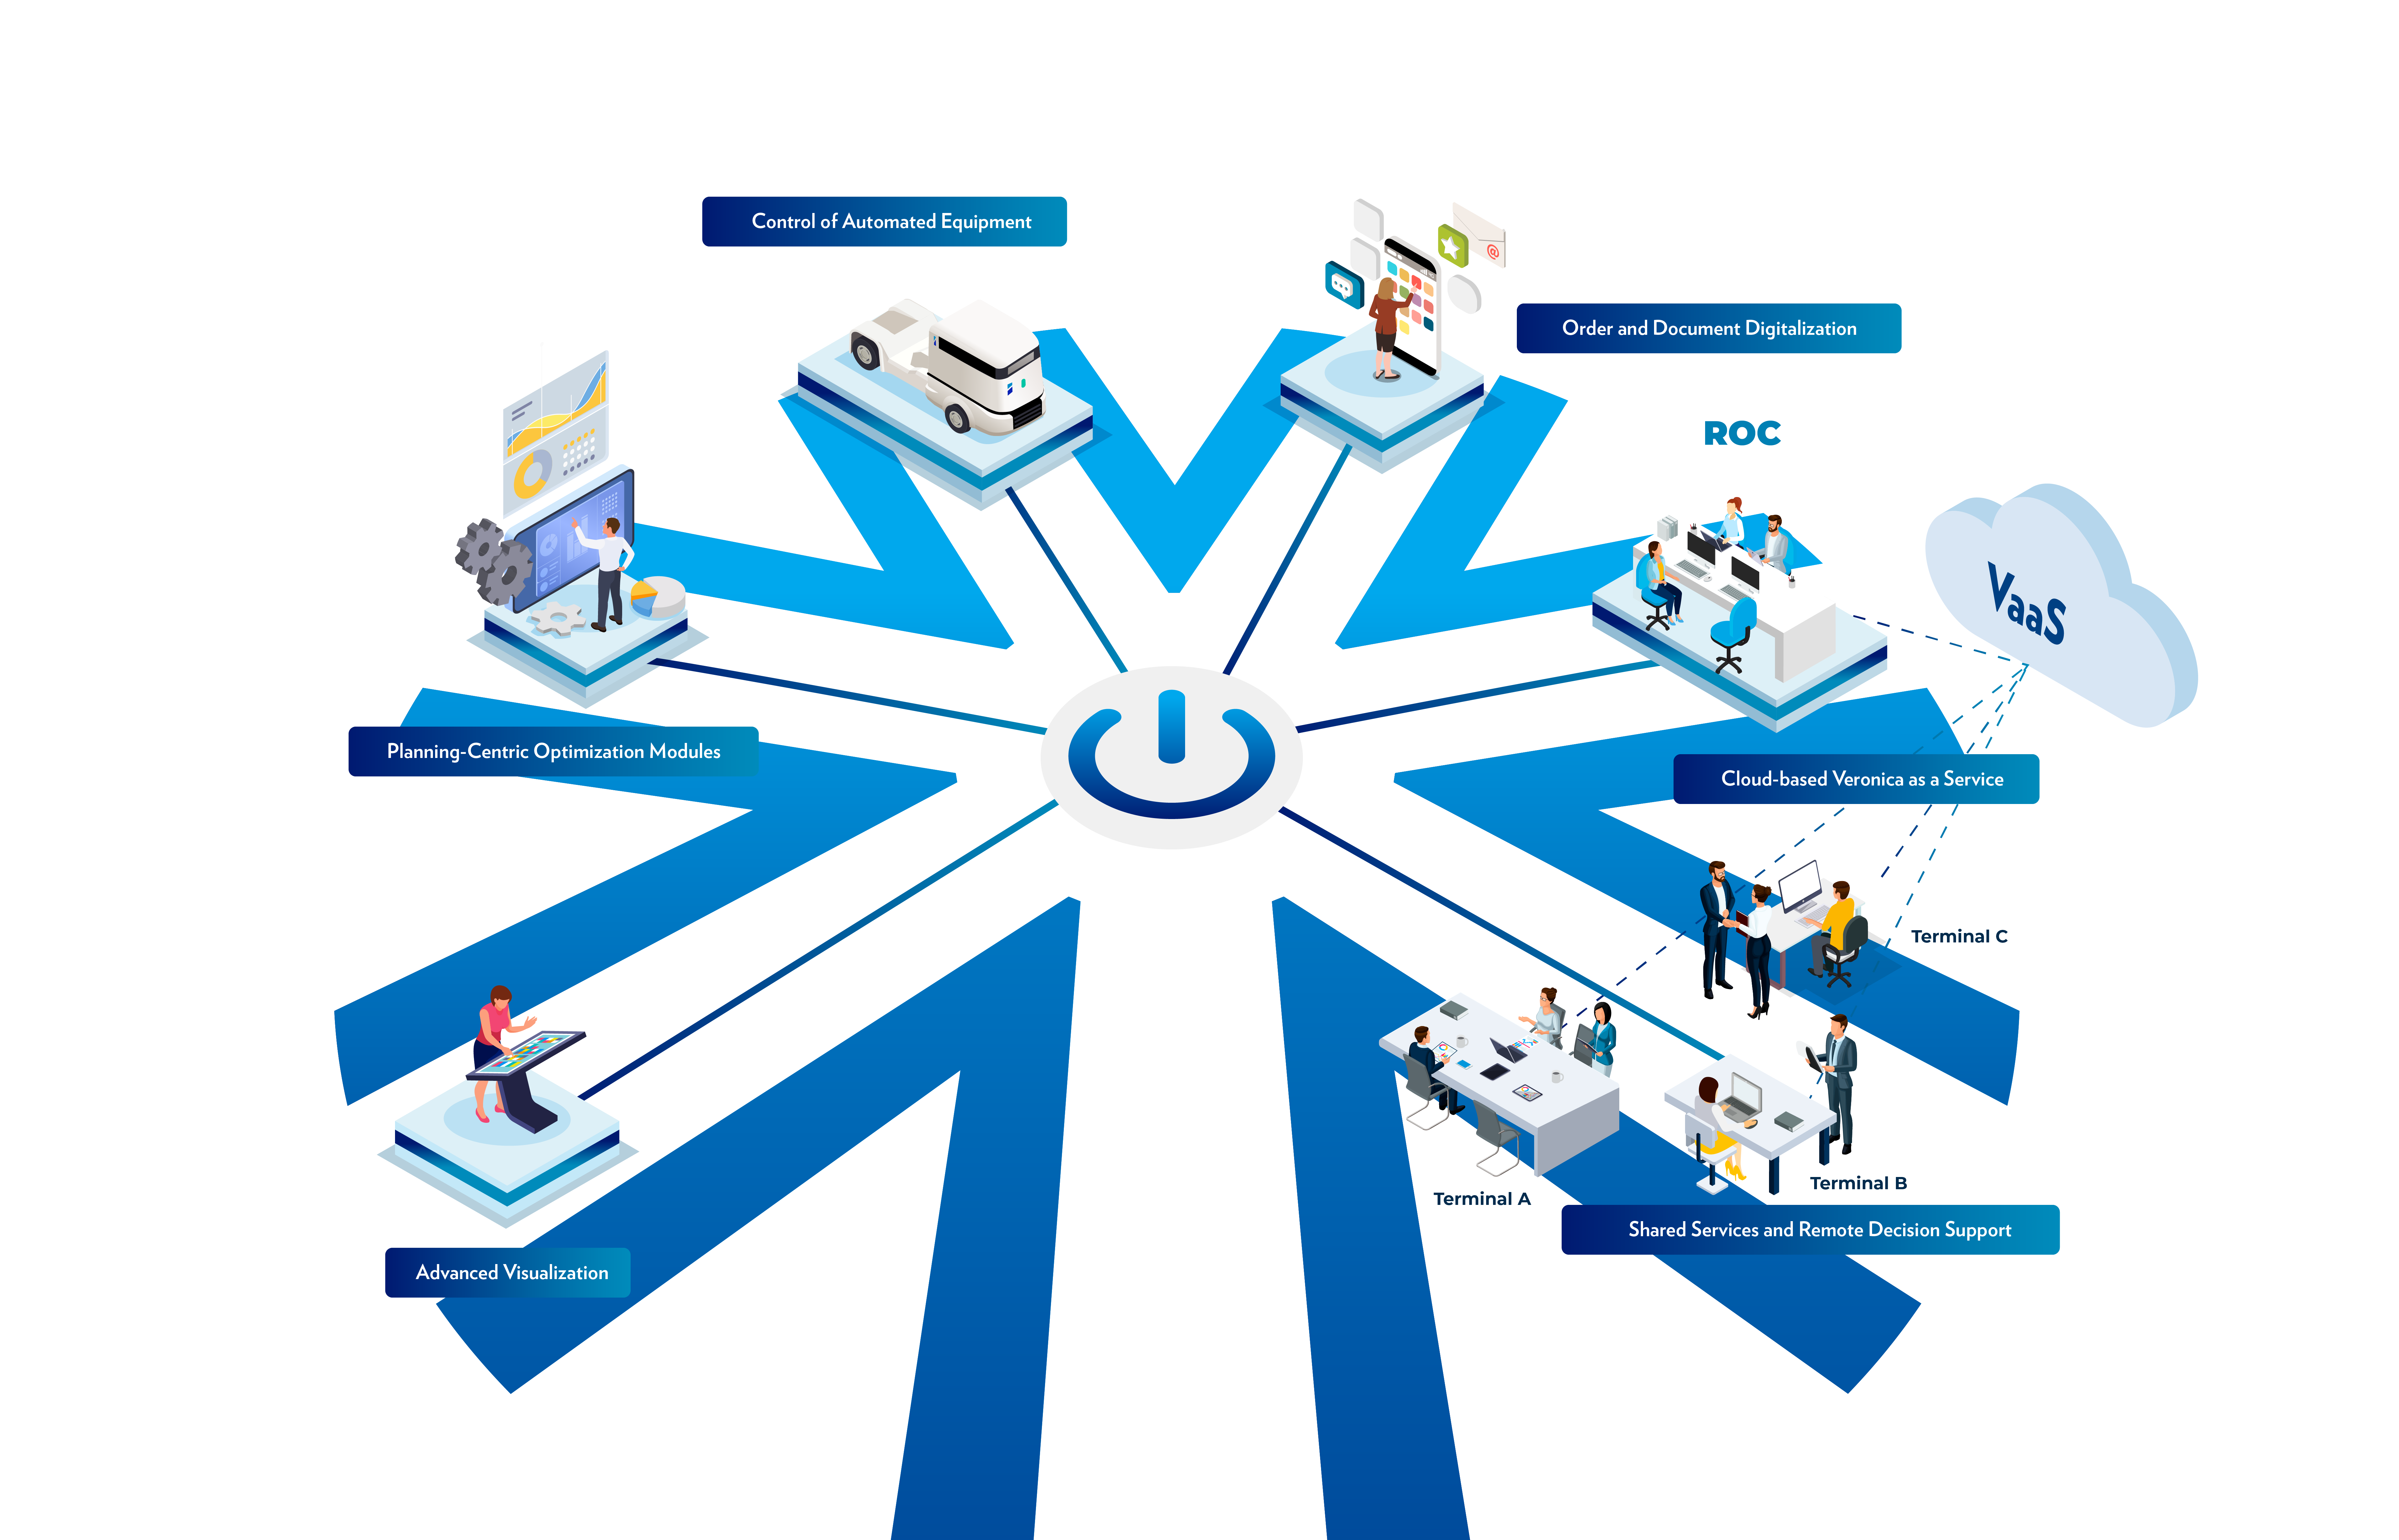 Control of Automated Equipment
Order and Document Digitalization
ROC
VaaS
Planning-Centric Optimization Modules
Cloud-based Veronica as a Service
Terminal C
Terminal A
Terminal B
Shared Services and Remote Decision Support
Advanced Visualization